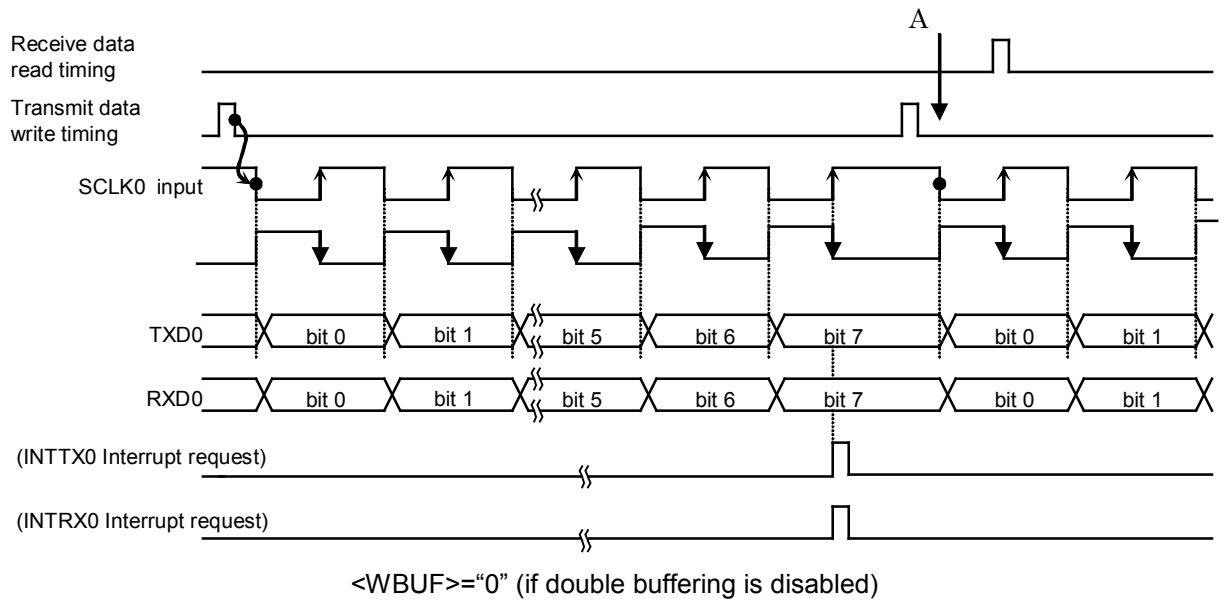 A
Receive data
read timing
Transmit data
write timing
SCLK0 input
TXD0 bit 0 bit 1 bit 5 bit 6 bit 7 bit 0 bit 1
RXD0 bit 0 bit 1 bit 5 bit 6 bit 7 bit 0 bit 1
(INTTX0 Interrupt request)
(INTRX0 Interrupt request)
<WBUF>=“0” (if double buffering is disabled)